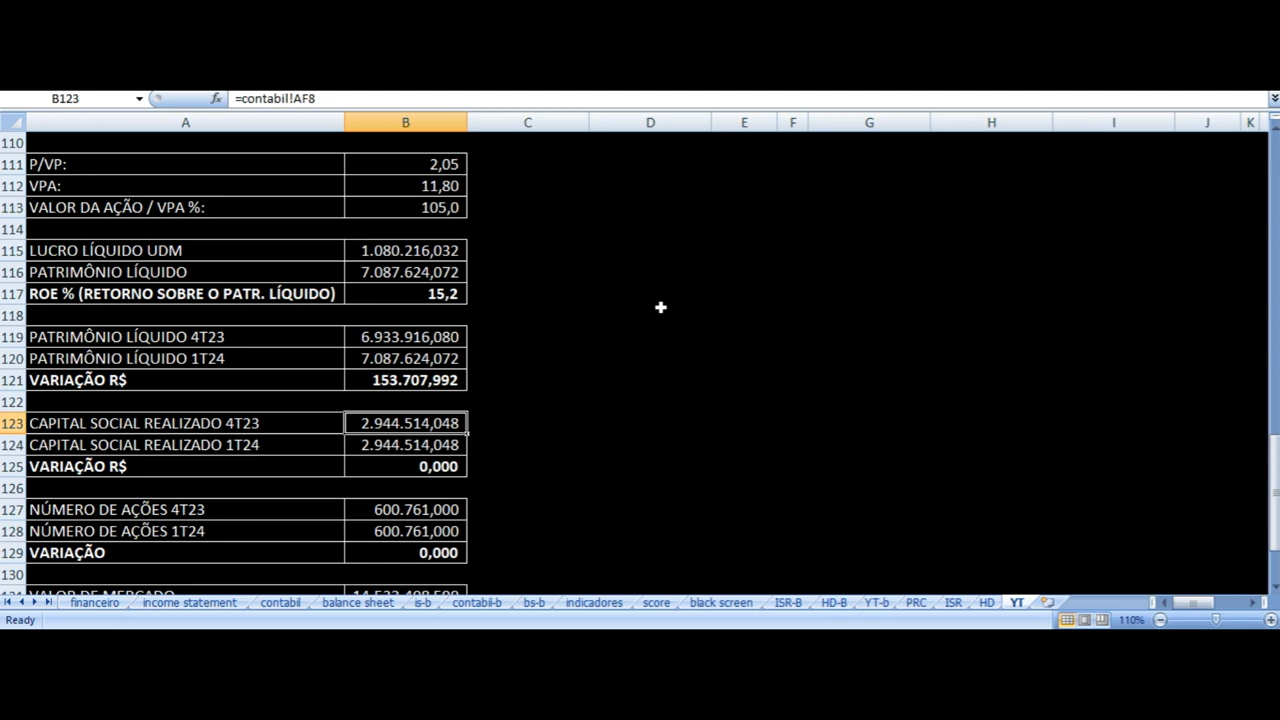 B123 =contabil!AF8
A B C D E F G H I J K
110
111 P/VP: 2,05
112 VPA: 11,80
113 VALOR DA AÇÃO / VPA %: 105,0
114
115 LUCRO LÍQUIDO UDM 1.080.216,032
116 PATRIMÔNIO LÍQUIDO 7.087.624,072
117 ROE % (RETORNO SOBRE O PATR. LÍQUIDO) 15,2
118
119 PATRIMÔNIO LÍQUIDO 4T23 6.933.916,080
120 PATRIMÔNIO LÍQUIDO 1T24 7.087.624,072
121 VARIAÇÃO R$ 153.707,992
122
123 CAPITAL SOCIAL REALIZADO 4T23 2.944.514,048
124 CAPITAL SOCIAL REALIZADO 1T24 2.944.514,048
125 VARIAÇÃO R$ 0,000
126
127 NÚMERO DE AÇÕES 4T23 600.761,000
128 NÚMERO DE AÇÕES 1T24 600.761,000
129 VARIAÇÃO 0,000
130
VALOR DE MERCADO
financeiro income statement contabil balance sheet is-b contabil-b bs-b indicadores score black screen ISR-B HD-B YT-b PRC ISR HD YT
Ready 110%